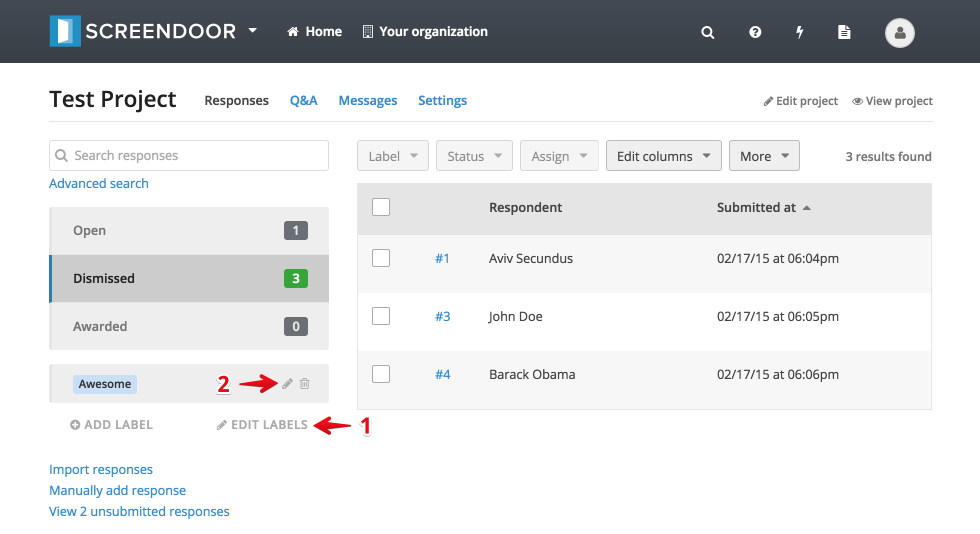 SCREENDOOR Home Your organization
Test Project Responses Q&A Messages Settings Edit project View project
Search responses Label Status Assign Edit columns More 3 results found
Advanced search
Respondent Submitted at
Open 1
#1 Aviv Secundus 02/17/15 at 06:04pm
Dismissed 3
#3 John Doe 02/17/15 at 06:05pm
Awarded 0
#4 Barack Obama 02/17/15 at 06:06pm
Awesome 2
ADD LABEL EDIT LABELS 1
Import responses
Manually add response
View 2 unsubmitted responses